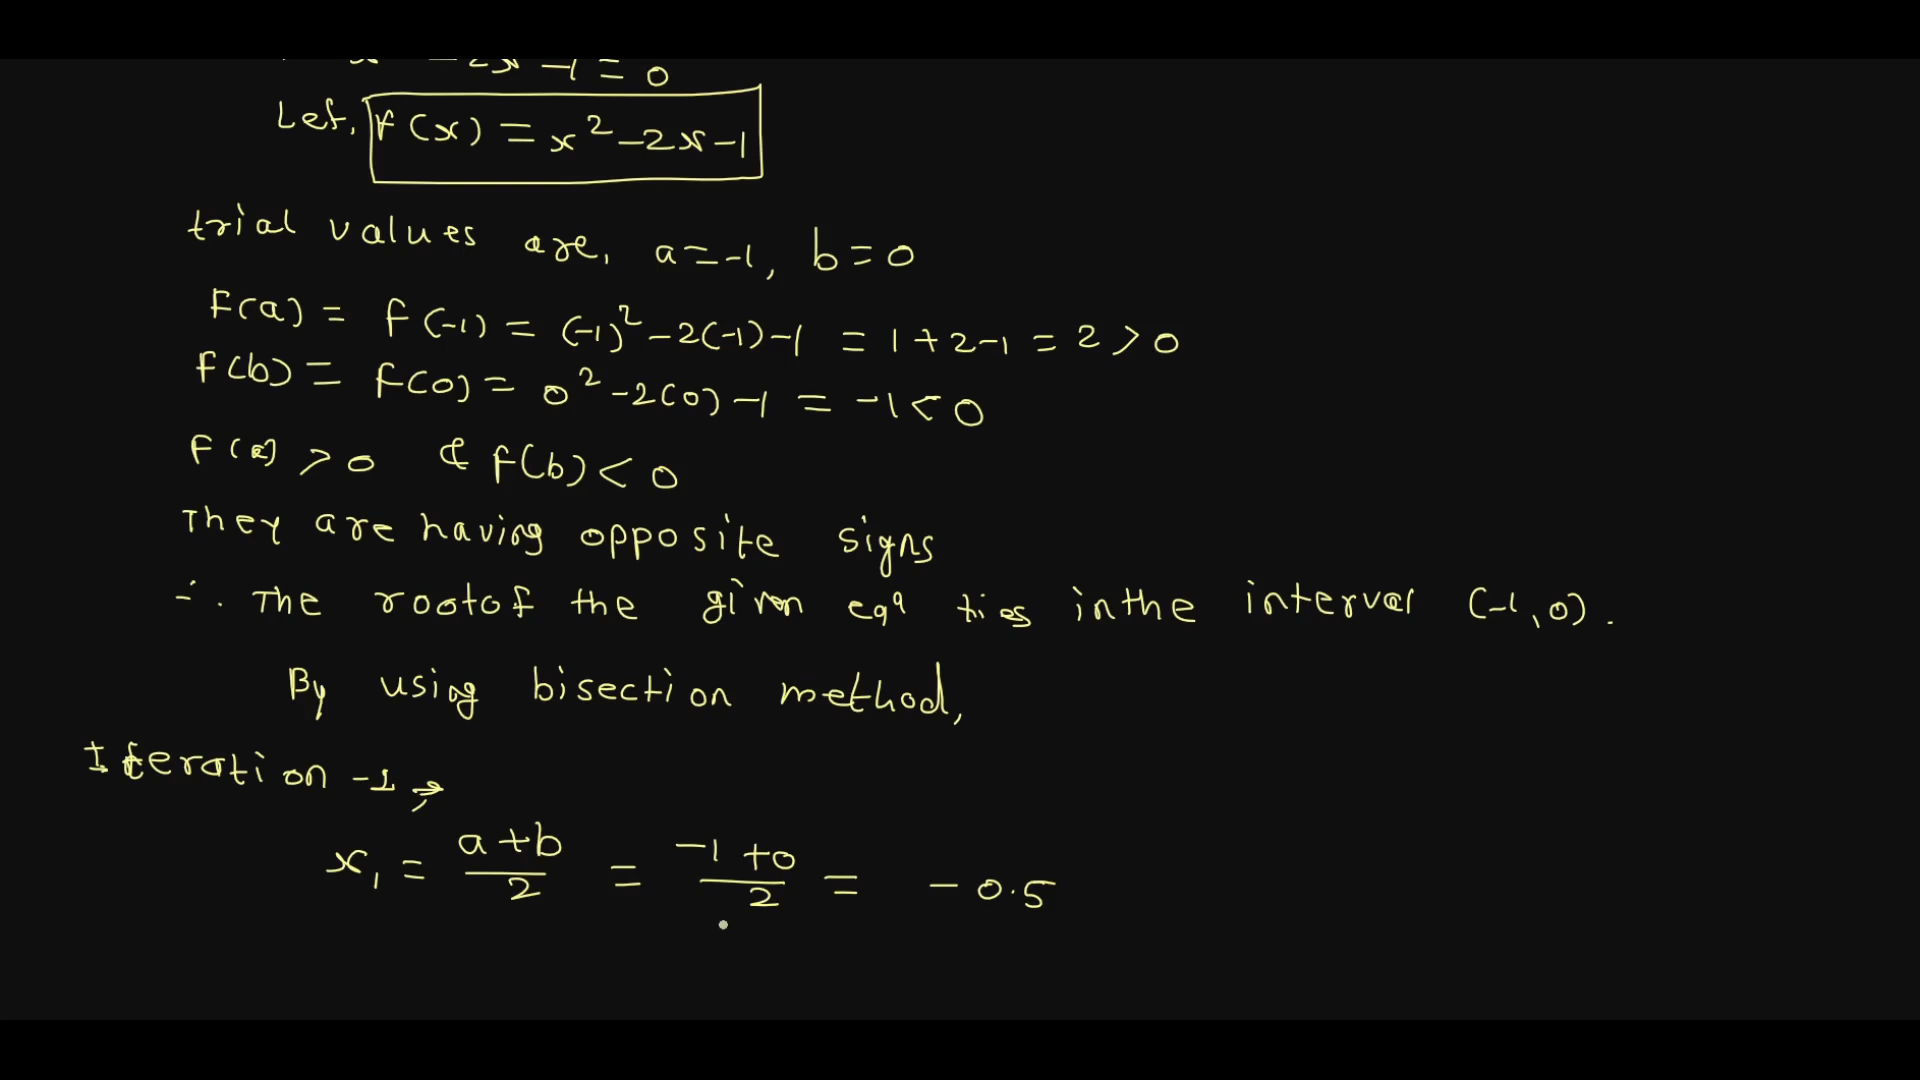 - 2x - 1 = 0
Let, f(x) = x² - 2x - 1
trial values are, a = -1, b = 0
f(a) = f(-1) = (-1)² - 2(-1) - 1 = 1 + 2 - 1 = 2 > 0
f(b) = f(0) = 0² - 2(0) - 1 = -1 < 0
f(a) > 0 & f(b) < 0
They are having opposite signs
∴ The root of the given eqn lies in the interval (-1, 0).
By using bisection method,
Iteration - 1 →
x₁ = (a+b)/2 = (-1+0)/2 = -0.5